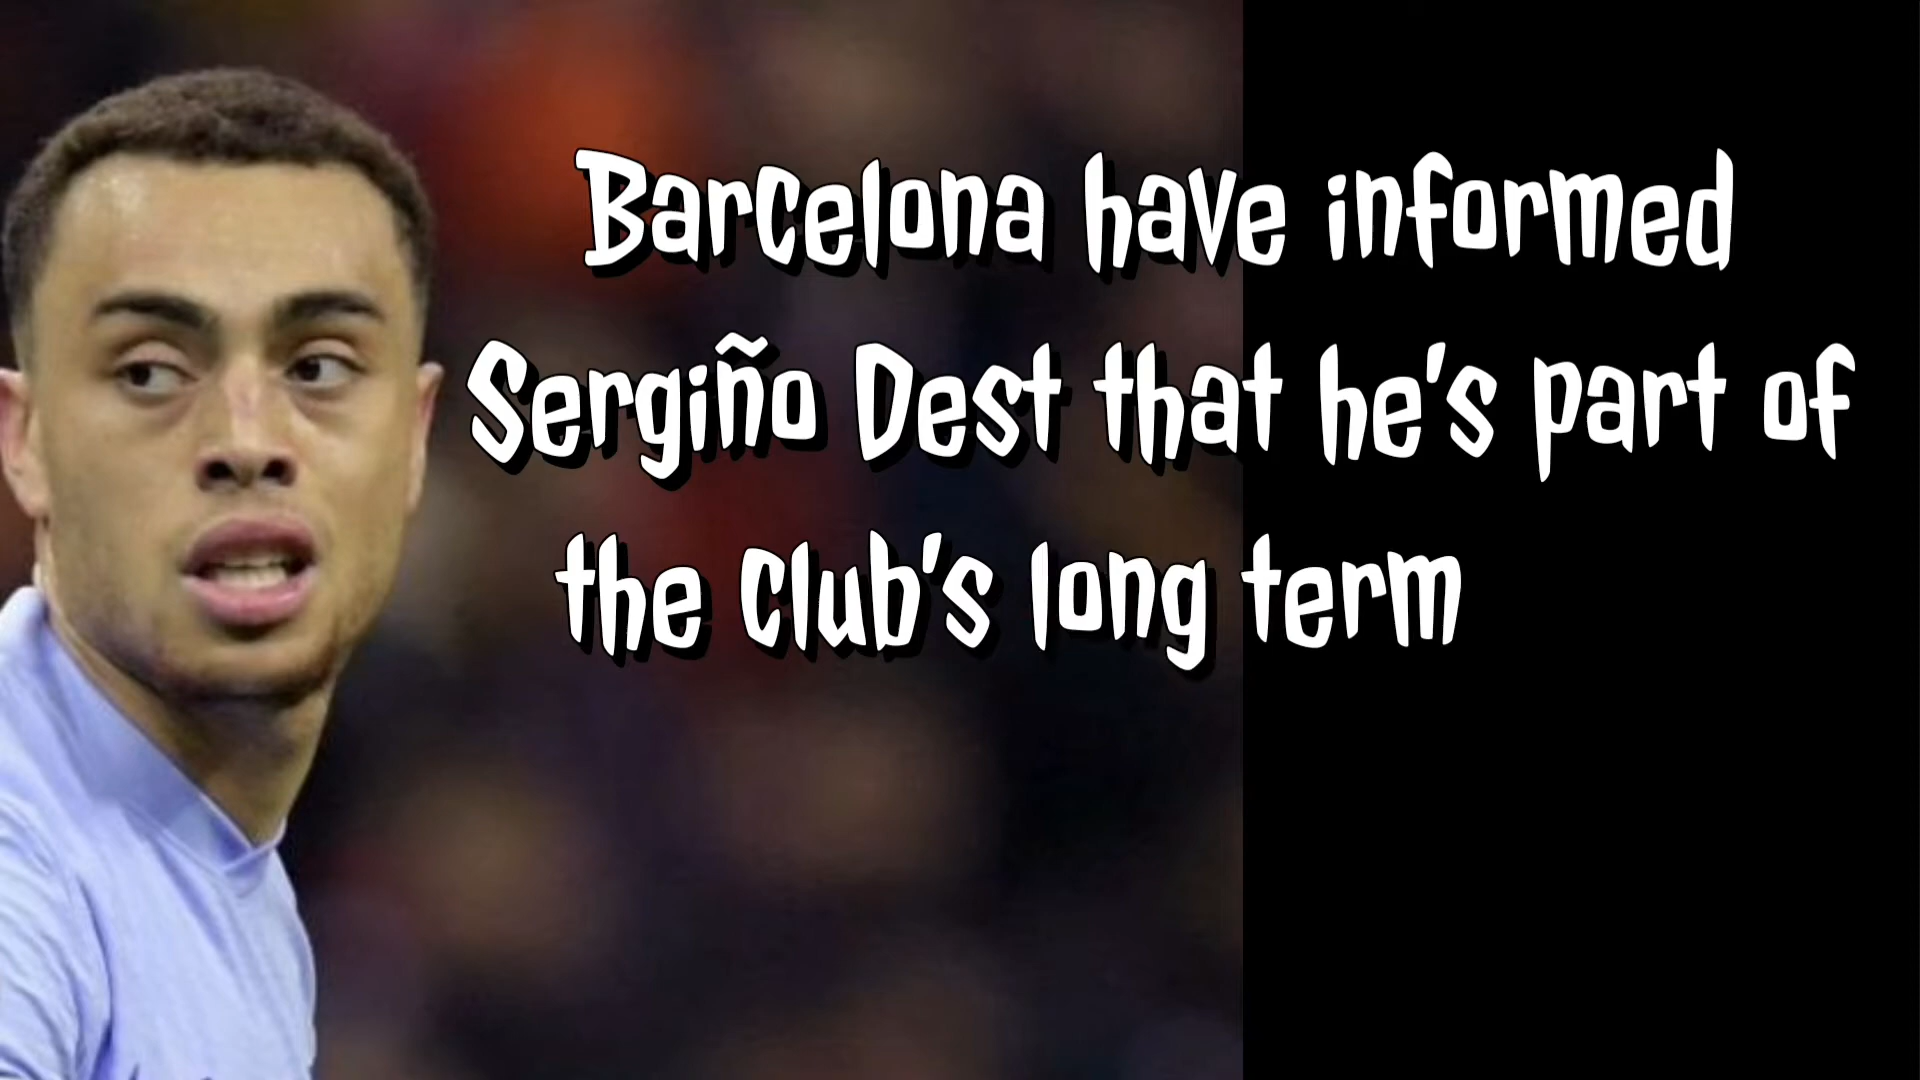 Barcelona have informed
Sergiño Dest that he's part of
the club's long term